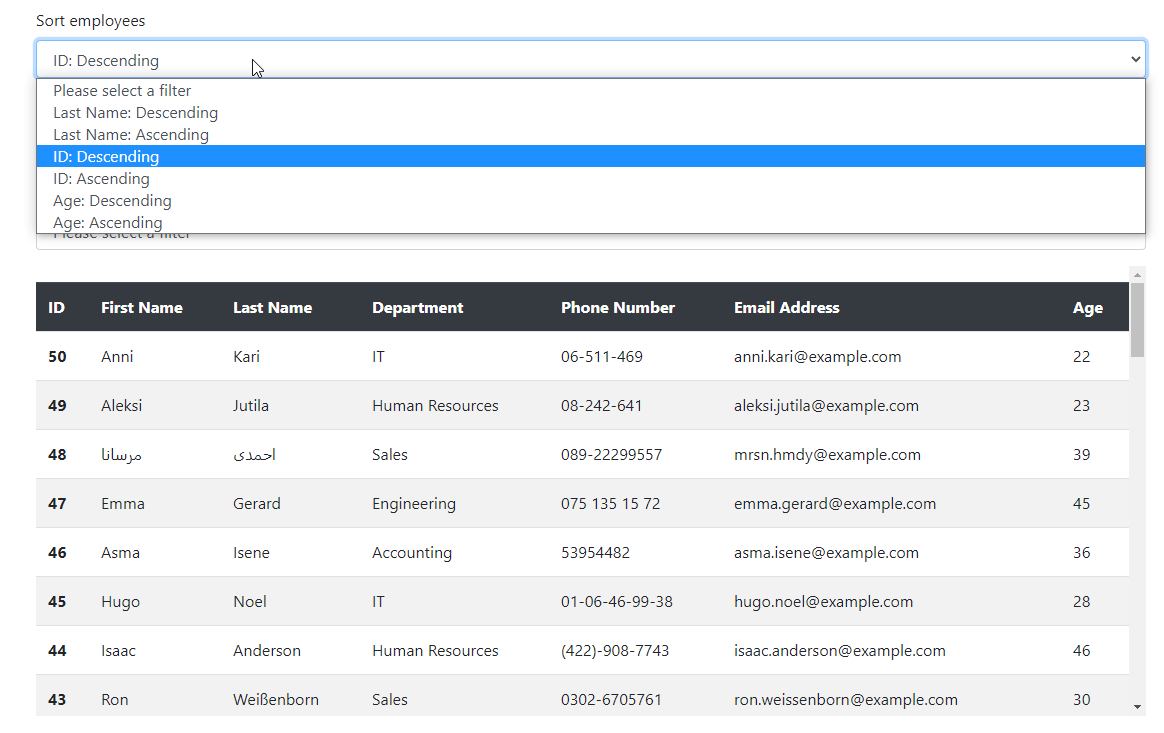 Sort employees
ID: Descending
Please select a filter
Last Name: Descending
Last Name: Ascending
ID: Descending
ID: Ascending
Age: Descending
Age: Ascending
Please select a filter
ID First Name Last Name Department Phone Number Email Address Age
50 Anni Kari IT 06-511-469 anni.kari@example.com 22
49 Aleksi Jutila Human Resources 08-242-641 aleksi.jutila@example.com 23
48 مرسانا احمدی Sales 089-22299557 mrsn.hmdy@example.com 39
47 Emma Gerard Engineering 075 135 15 72 emma.gerard@example.com 45
46 Asma Isene Accounting 53954482 asma.isene@example.com 36
45 Hugo Noel IT 01-06-46-99-38 hugo.noel@example.com 28
44 Isaac Anderson Human Resources (422)-908-7743 isaac.anderson@example.com 46
43 Ron Weißenborn Sales 0302-6705761 ron.weissenborn@example.com 30